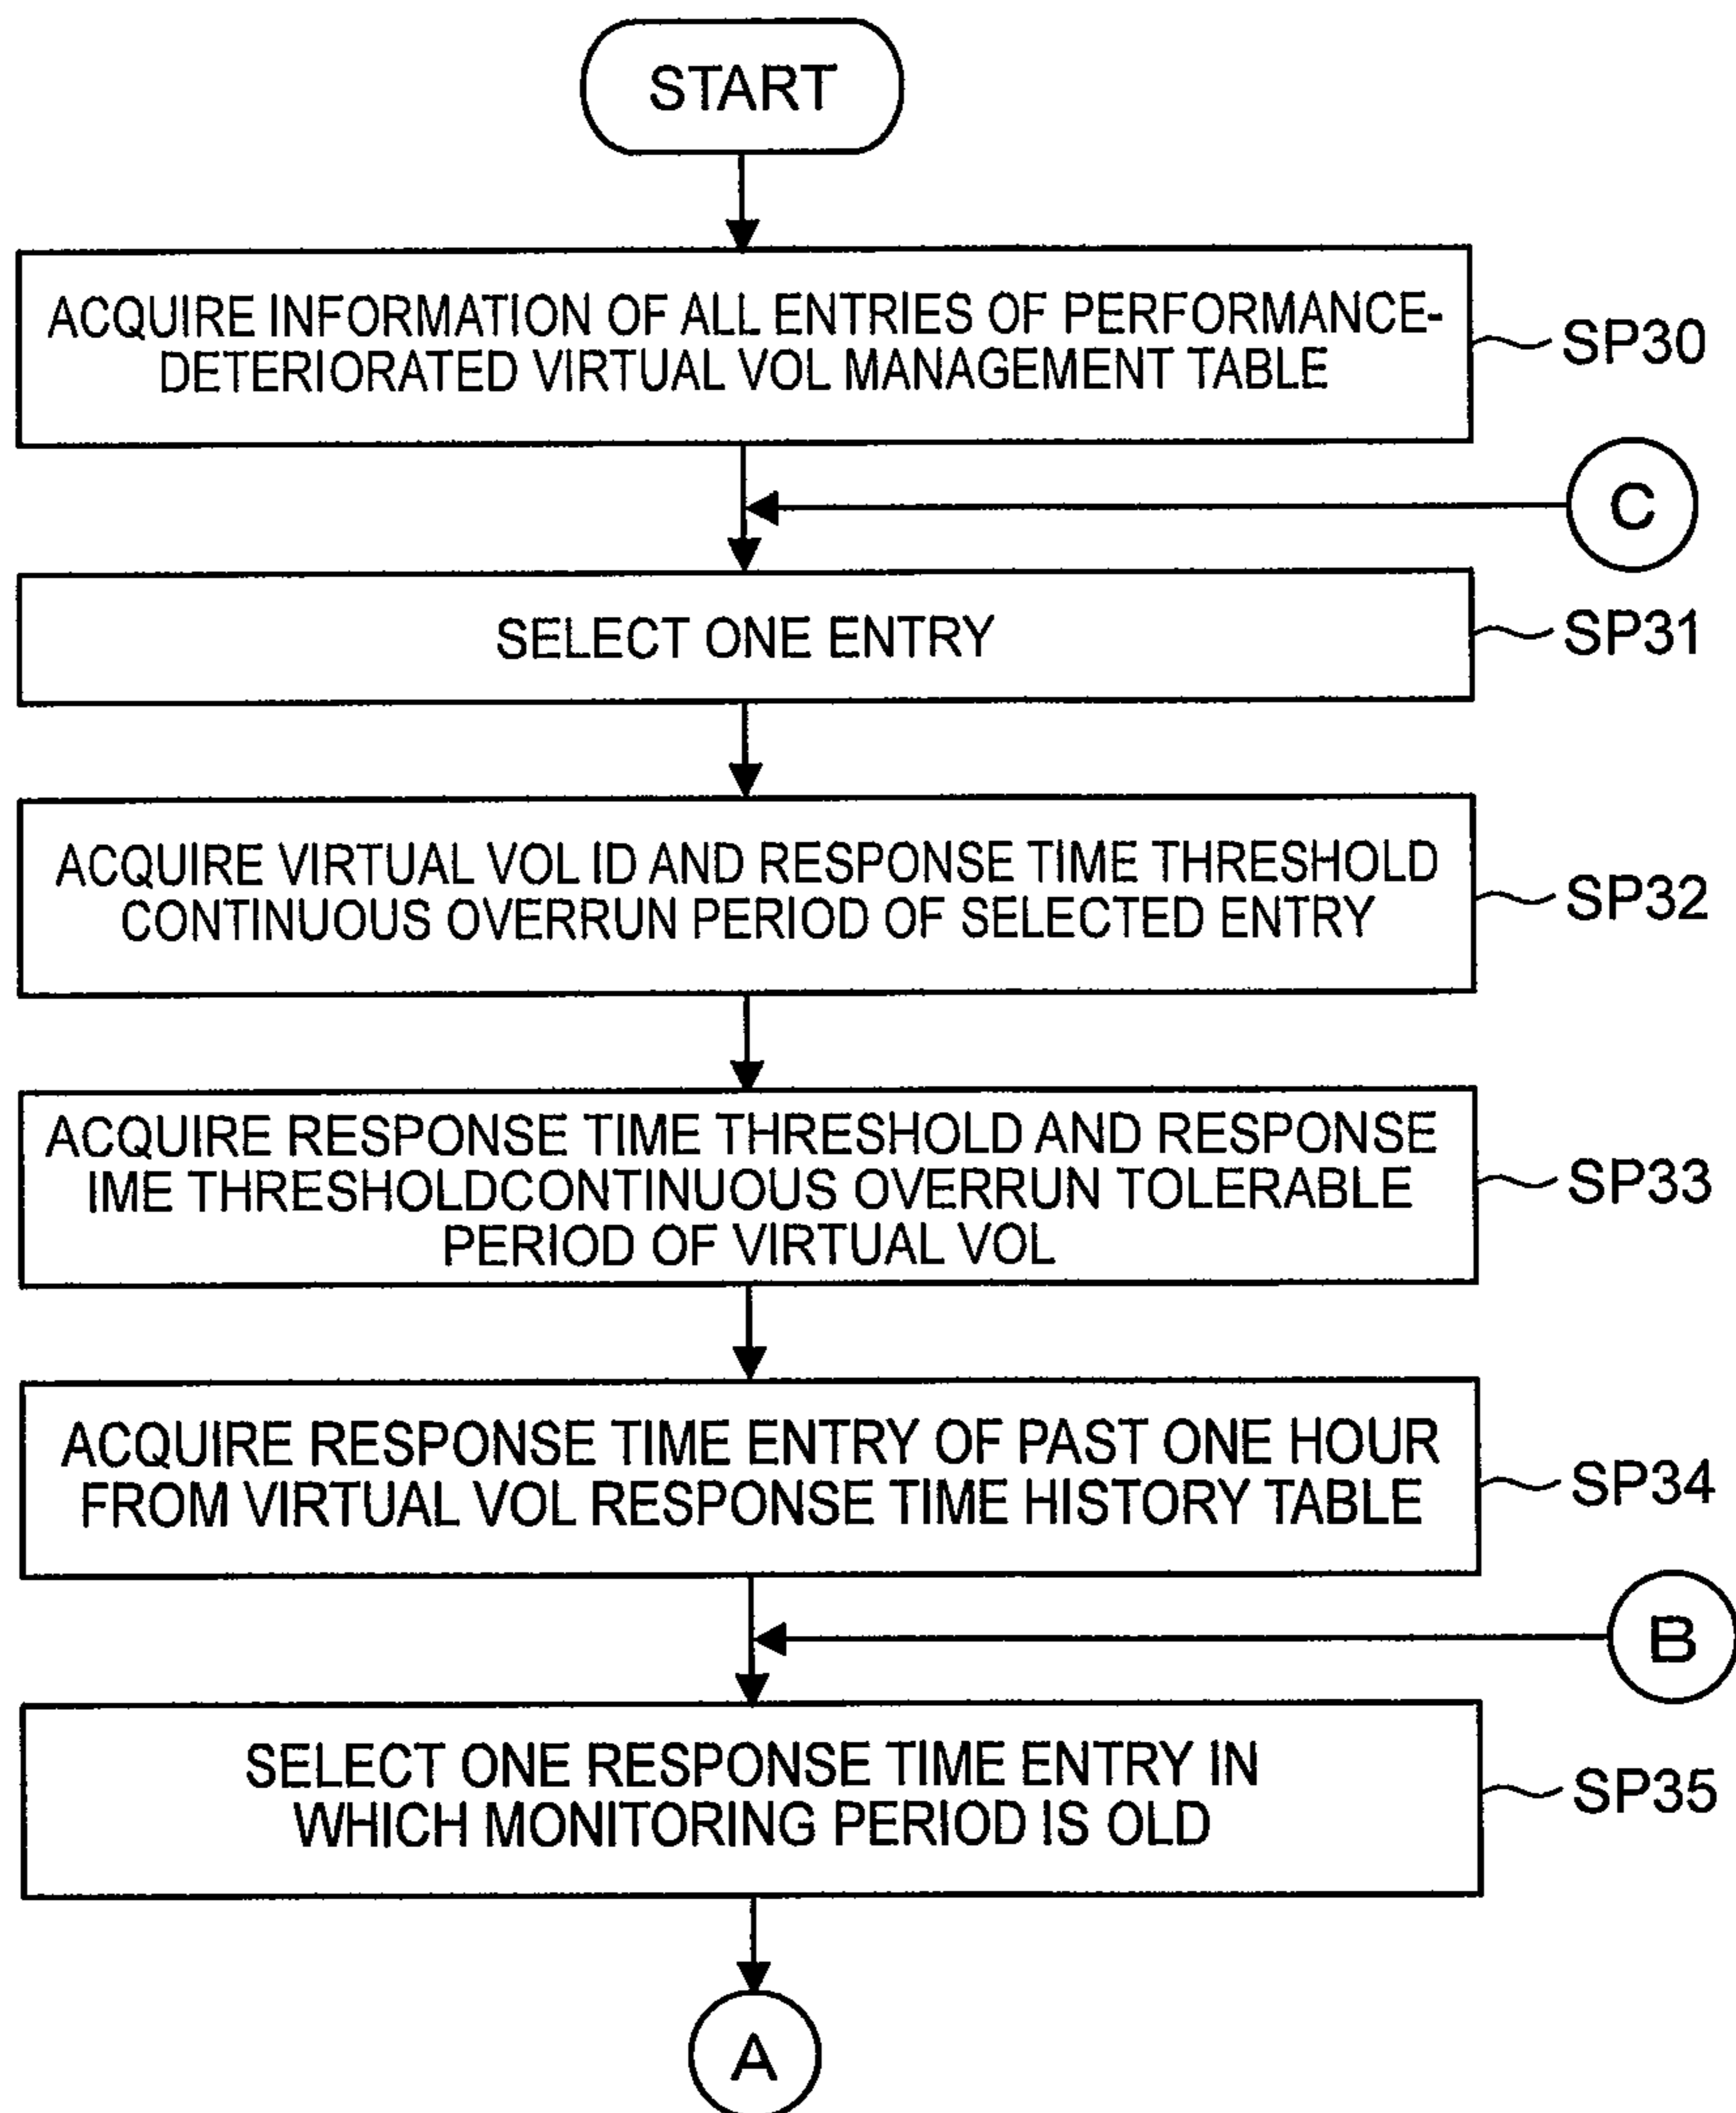 START
ACQUIRE INFORMATION OF ALL ENTRIES OF PERFORMANCE-
DETERIORATED VIRTUAL VOL MANAGEMENT TABLE
SP30
C
SELECT ONE ENTRY
SP31
ACQUIRE VIRTUAL VOL ID AND RESPONSE TIME THRESHOLD
CONTINUOUS OVERRUN PERIOD OF SELECTED ENTRY
SP32
ACQUIRE RESPONSE TIME THRESHOLD AND RESPONSE
IME THRESHOLDCONTINUOUS OVERRUN TOLERABLE
PERIOD OF VIRTUAL VOL
SP33
ACQUIRE RESPONSE TIME ENTRY OF PAST ONE HOUR
FROM VIRTUAL VOL RESPONSE TIME HISTORY TABLE
SP34
B
SELECT ONE RESPONSE TIME ENTRY IN
WHICH MONITORING PERIOD IS OLD
SP35
A